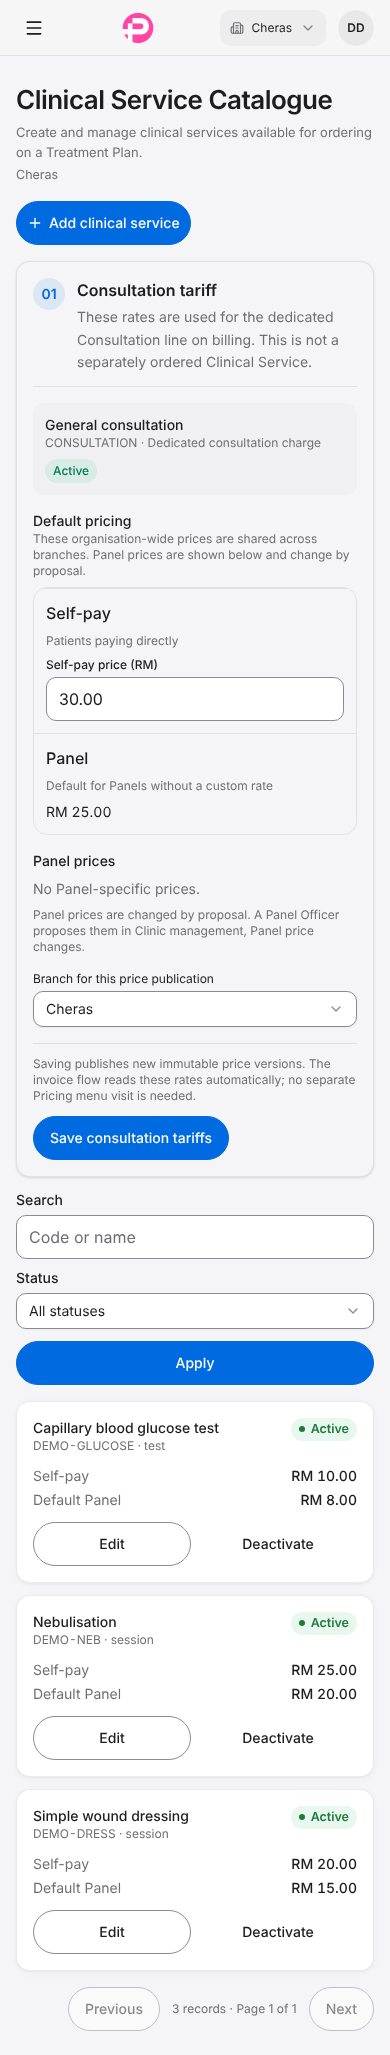 Cheras
DD
Clinical Service Catalogue
Create and manage clinical services available for ordering
on a Treatment Plan.
Cheras
+ Add clinical service
01
Consultation tariff
These rates are used for the dedicated
Consultation line on billing. This is not a
separately ordered Clinical Service.
General consultation
CONSULTATION · Dedicated consultation charge
Active
Default pricing
These organisation-wide prices are shared across
branches. Panel prices are shown below and change by
proposal.
Self-pay
Patients paying directly
Self-pay price (RM)
30.00
Panel
Default for Panels without a custom rate
RM 25.00
Panel prices
No Panel-specific prices.
Panel prices are changed by proposal. A Panel Officer
proposes them in Clinic management, Panel price
changes.
Branch for this price publication
Cheras
Saving publishes new immutable price versions. The
invoice flow reads these rates automatically; no separate
Pricing menu visit is needed.
Save consultation tariffs
Search
Code or name
Status
All statuses
Apply
Capillary blood glucose test
Active
DEMO-GLUCOSE · test
Self-pay RM 10.00
Default Panel RM 8.00
Edit Deactivate
Nebulisation
Active
DEMO-NEB · session
Self-pay RM 25.00
Default Panel RM 20.00
Edit Deactivate
Simple wound dressing
Active
DEMO-DRESS · session
Self-pay RM 20.00
Default Panel RM 15.00
Edit Deactivate
Previous 3 records · Page 1 of 1 Next